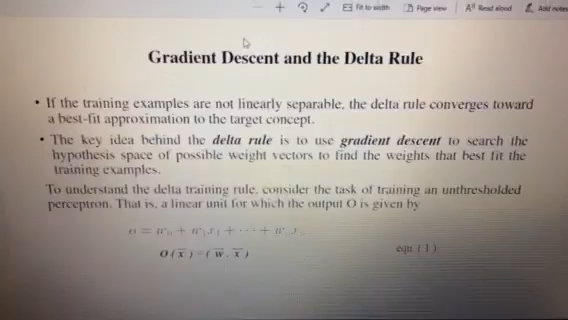 Fit to width Page view Read aloud Add notes
Gradient Descent and the Delta Rule
• If the training examples are not linearly separable, the delta rule converges toward
a best-fit approximation to the target concept.
• The key idea behind the delta rule is to use gradient descent to search the
hypothesis space of possible weight vectors to find the weights that best fit the
training examples.
To understand the delta training rule, consider the task of training an unthresholded
perceptron. That is, a linear unit for which the output O is given by
o = w₀ + w₁x₁ + ··· +
O ( x⃗ ) = ( w⃗ . x⃗ ) eqn ( 1 )